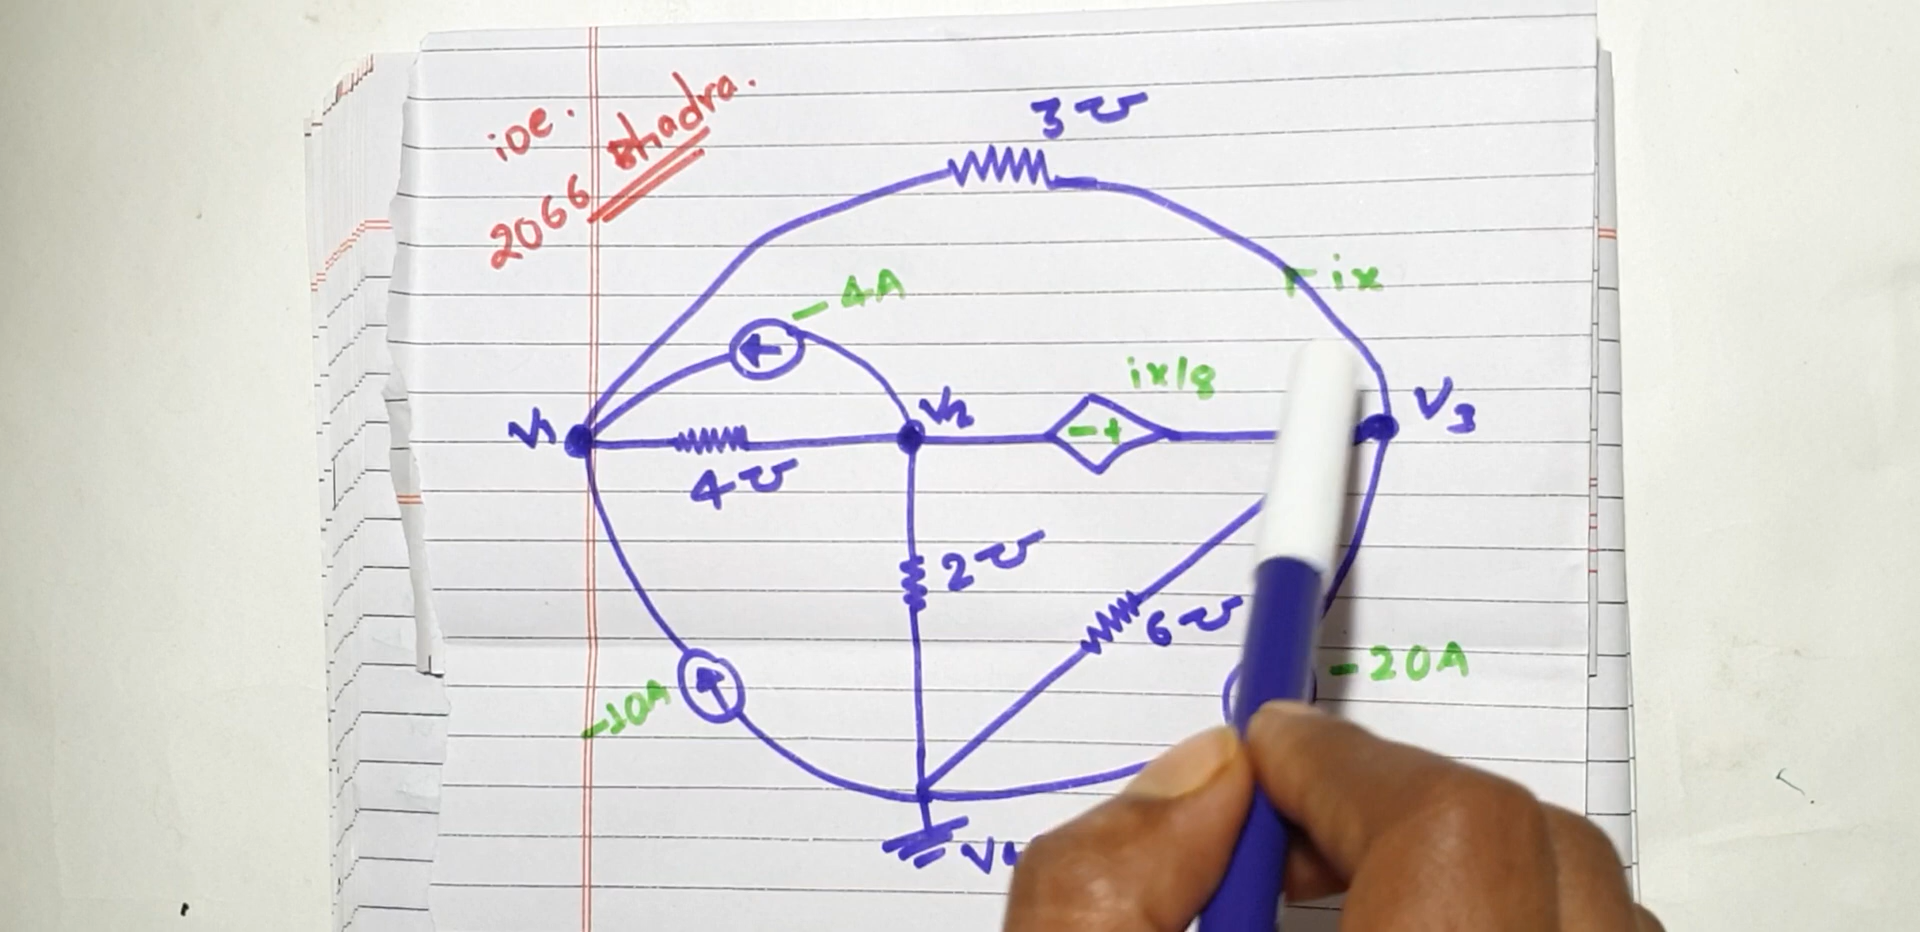 ioe.
2066 Bhadra.
3℧
ix
-4A
ix/8
V1
V2
V3
- +
4℧
2℧
6℧
-10A
-20A